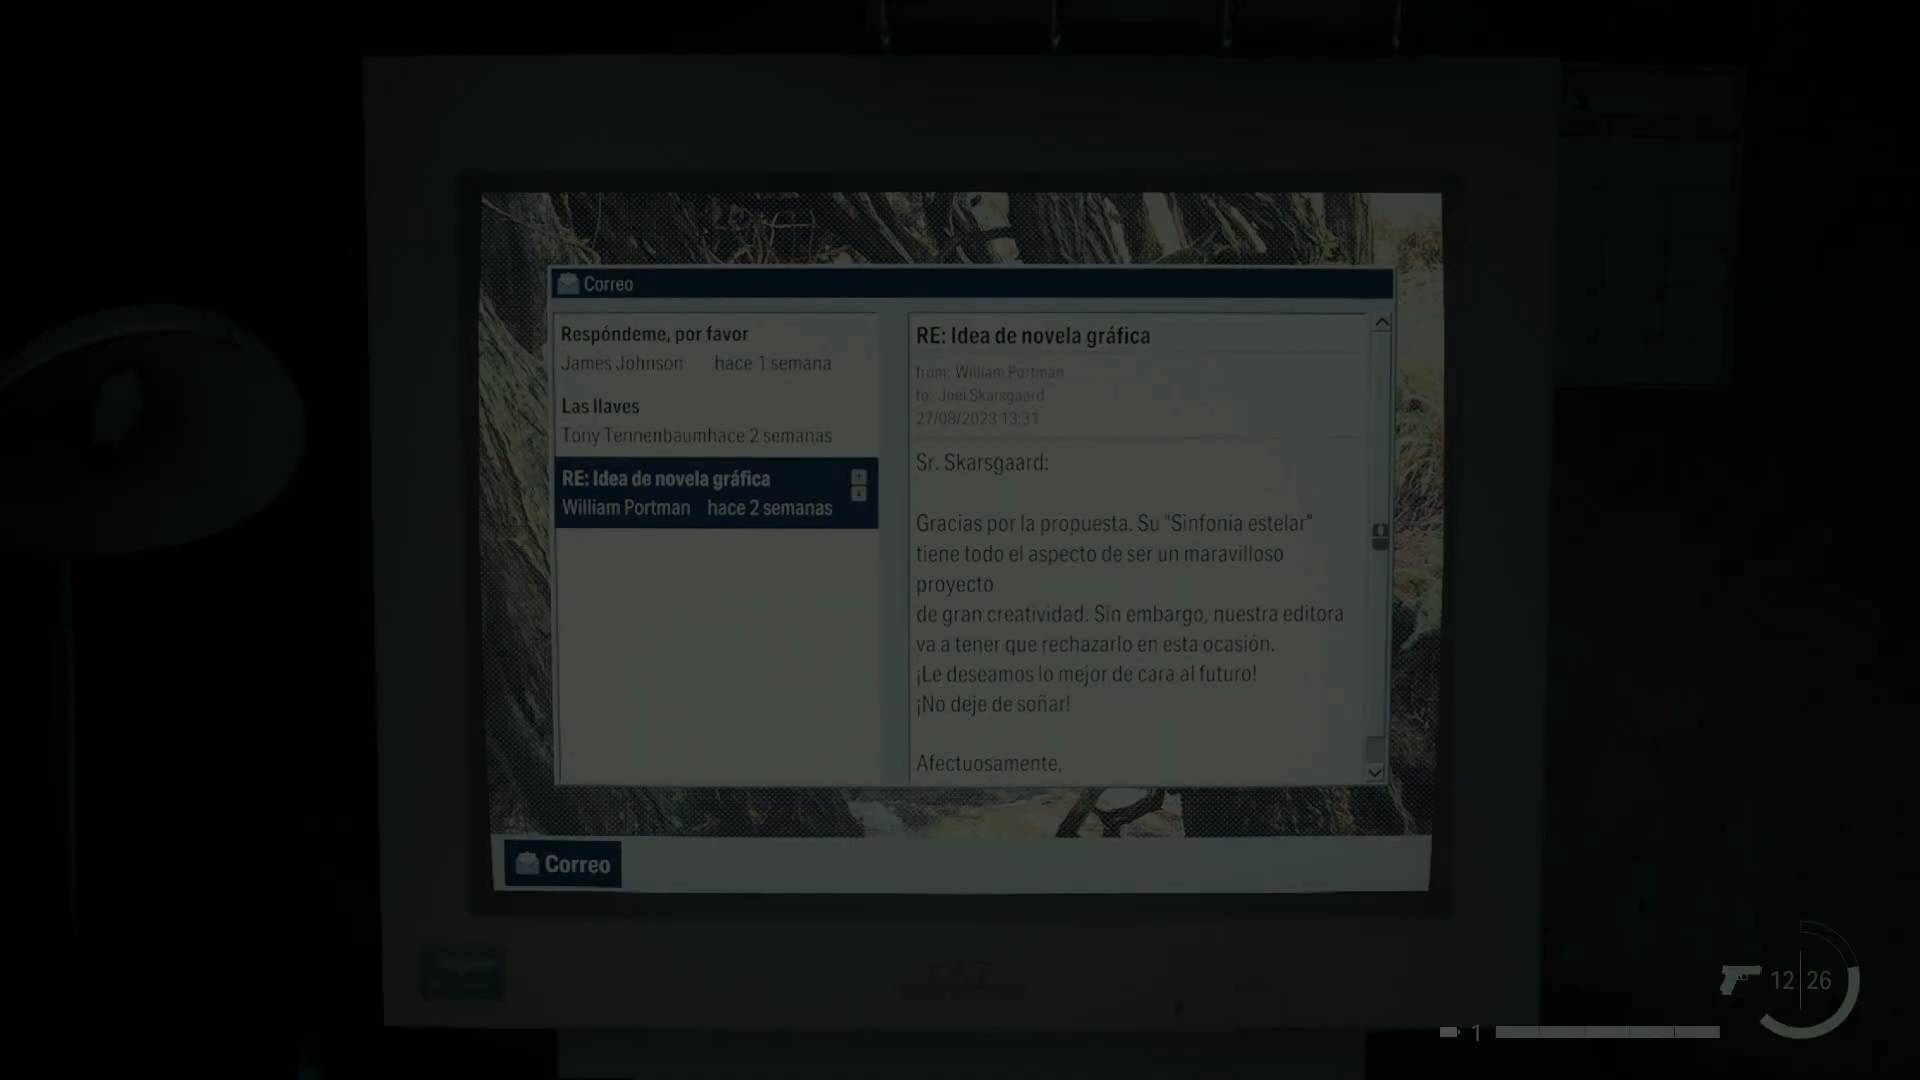 Correo
Respóndeme, por favor
James Johnson hace 1 semana
Las llaves
Tony Tennenbaumhace 2 semanas
RE: Idea de novela gráfica
William Portman hace 2 semanas
RE: Idea de novela gráfica
from: William Portman
to: Joel Skarsgaard
27/08/2023 13:31
Sr. Skarsgaard:
Gracias por la propuesta. Su "Sinfonía estelar"
tiene todo el aspecto de ser un maravilloso
proyecto
de gran creatividad. Sin embargo, nuestra editora
va a tener que rechazarlo en esta ocasión.
¡Le deseamos lo mejor de cara al futuro!
¡No deje de soñar!
Afectuosamente,
Correo
12 26
1